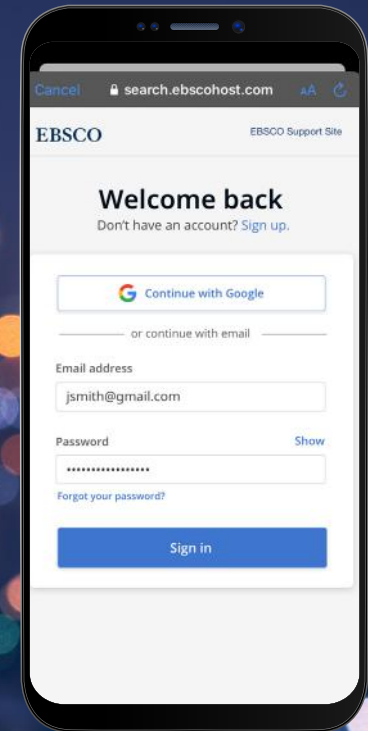 Cancel search.ebscohost.com AA
EBSCO EBSCO Support Site
Welcome back
Don't have an account? Sign up.
Continue with Google
or continue with email
Email address
jsmith@gmail.com
Password Show
•••••••••••••••••
Forgot your password?
Sign in